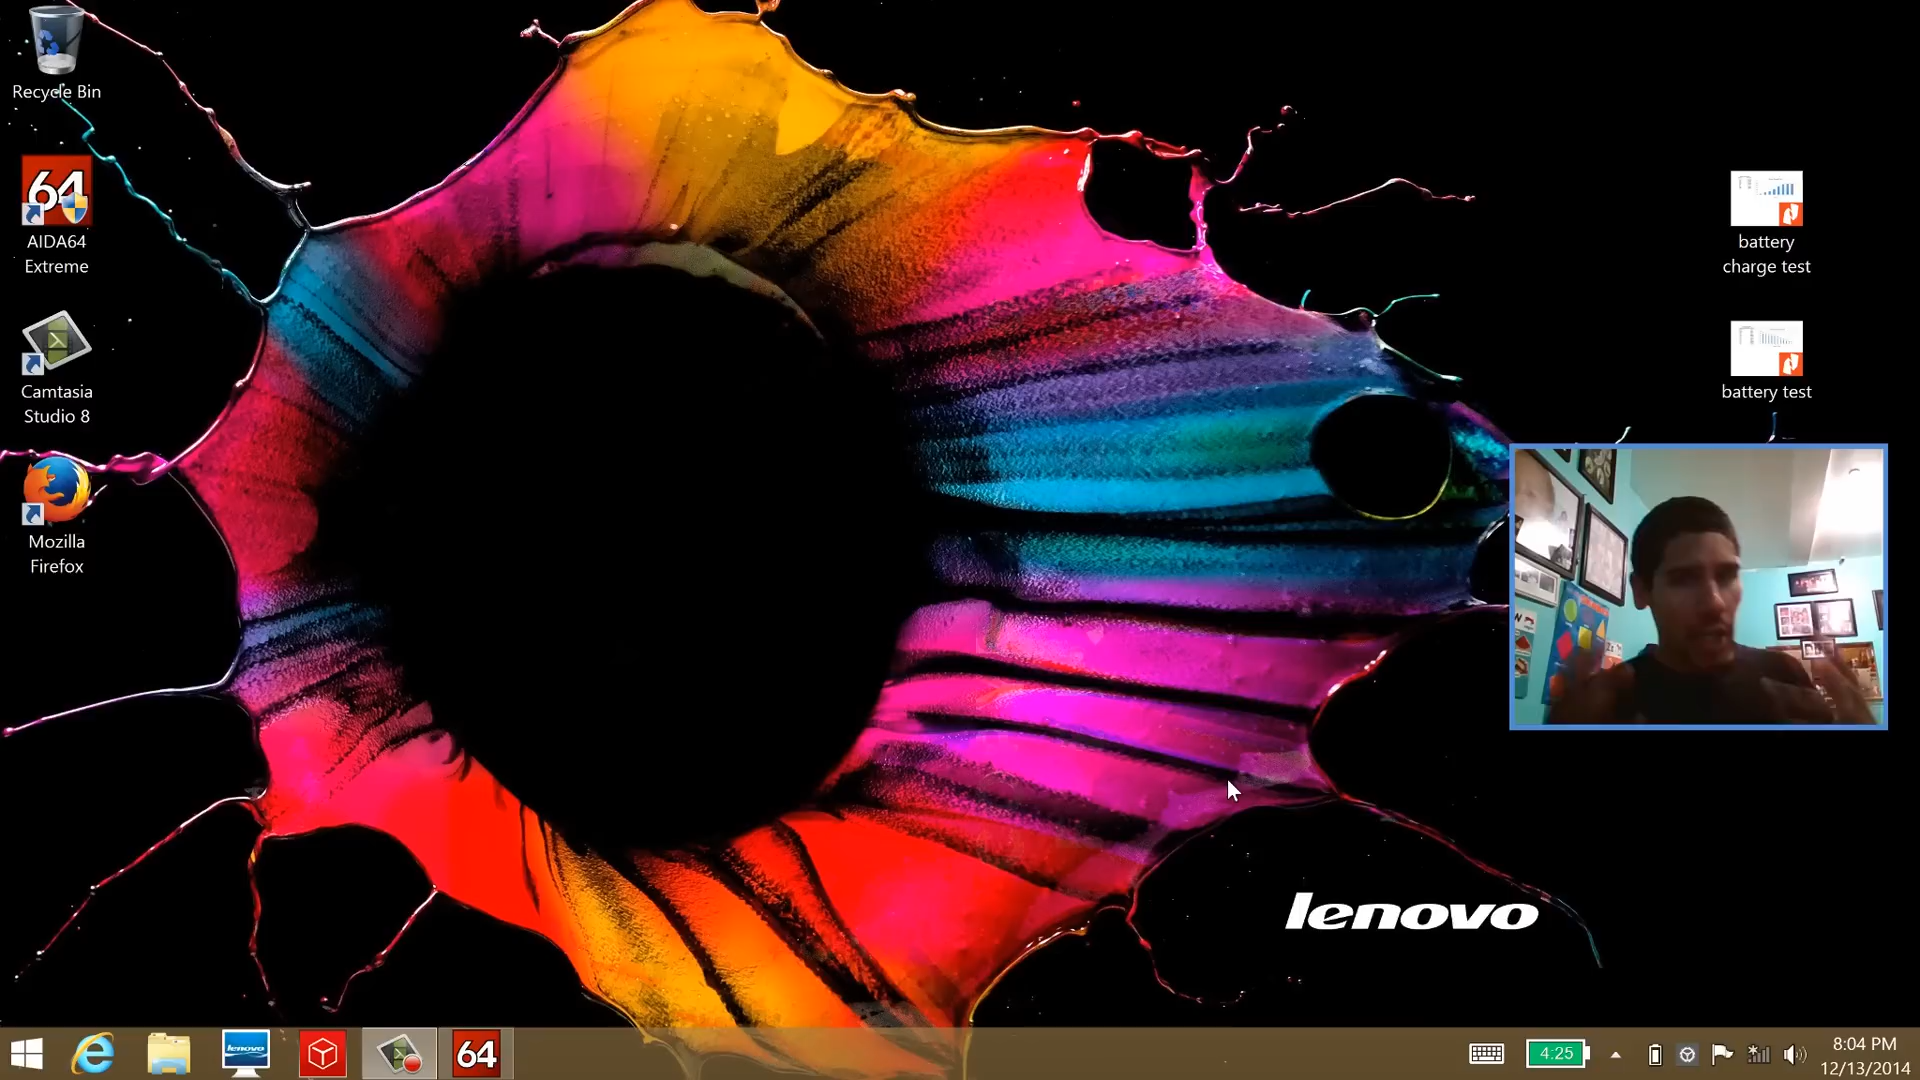 Recycle Bin
64
AIDA64
Extreme
Camtasia
Studio 8
Mozilla
Firefox
battery
charge test
battery test
lenovo
lenovo
64
4:25
8:04 PM
12/13/2014